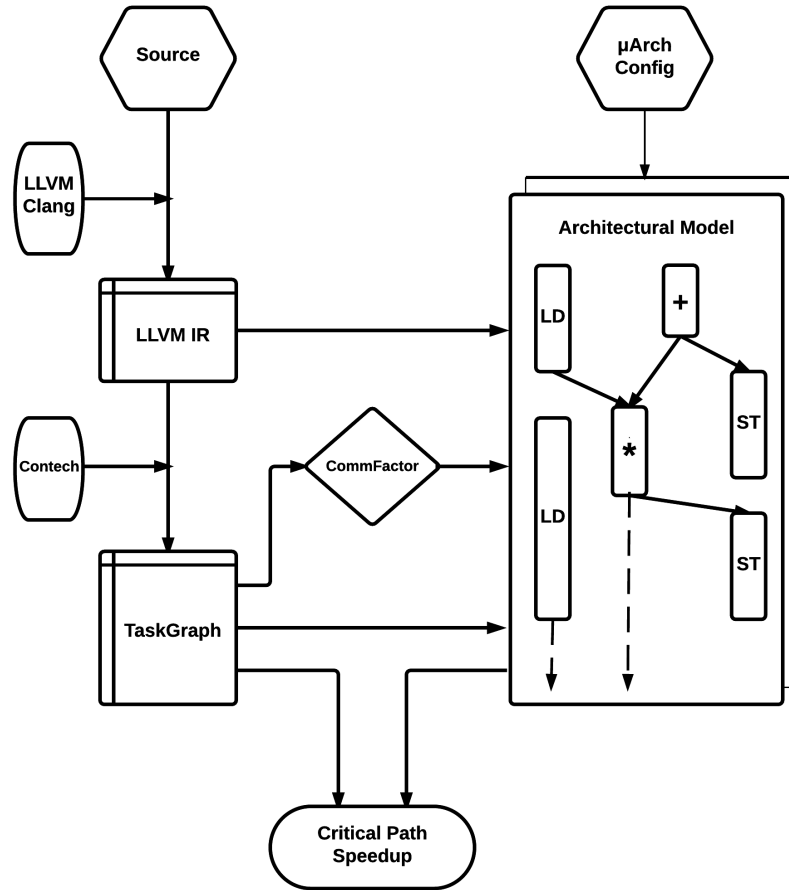 Source
µArch
Config
LLVM
Clang
Architectural Model
LD
+
LLVM IR
ST
*
CommFactor
Contech
LD
ST
TaskGraph
Critical Path
Speedup